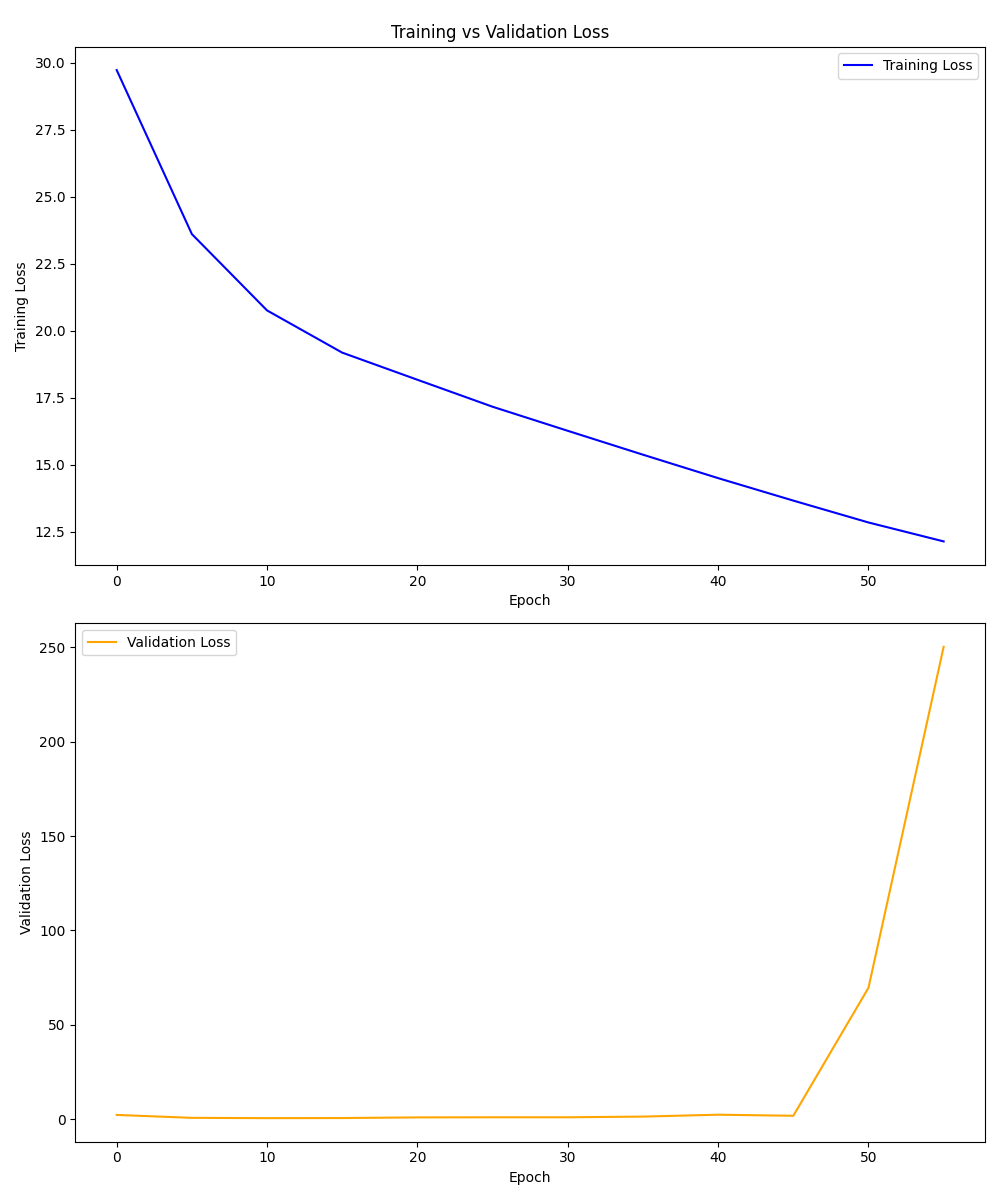 Training vs Validation Loss
Training Loss
30.0
27.5
25.0
22.5
20.0
17.5
15.0
12.5
Training Loss
0 10 20 30 40 50
Epoch
Validation Loss
250
200
150
100
50
0
Validation Loss
0 10 20 30 40 50
Epoch